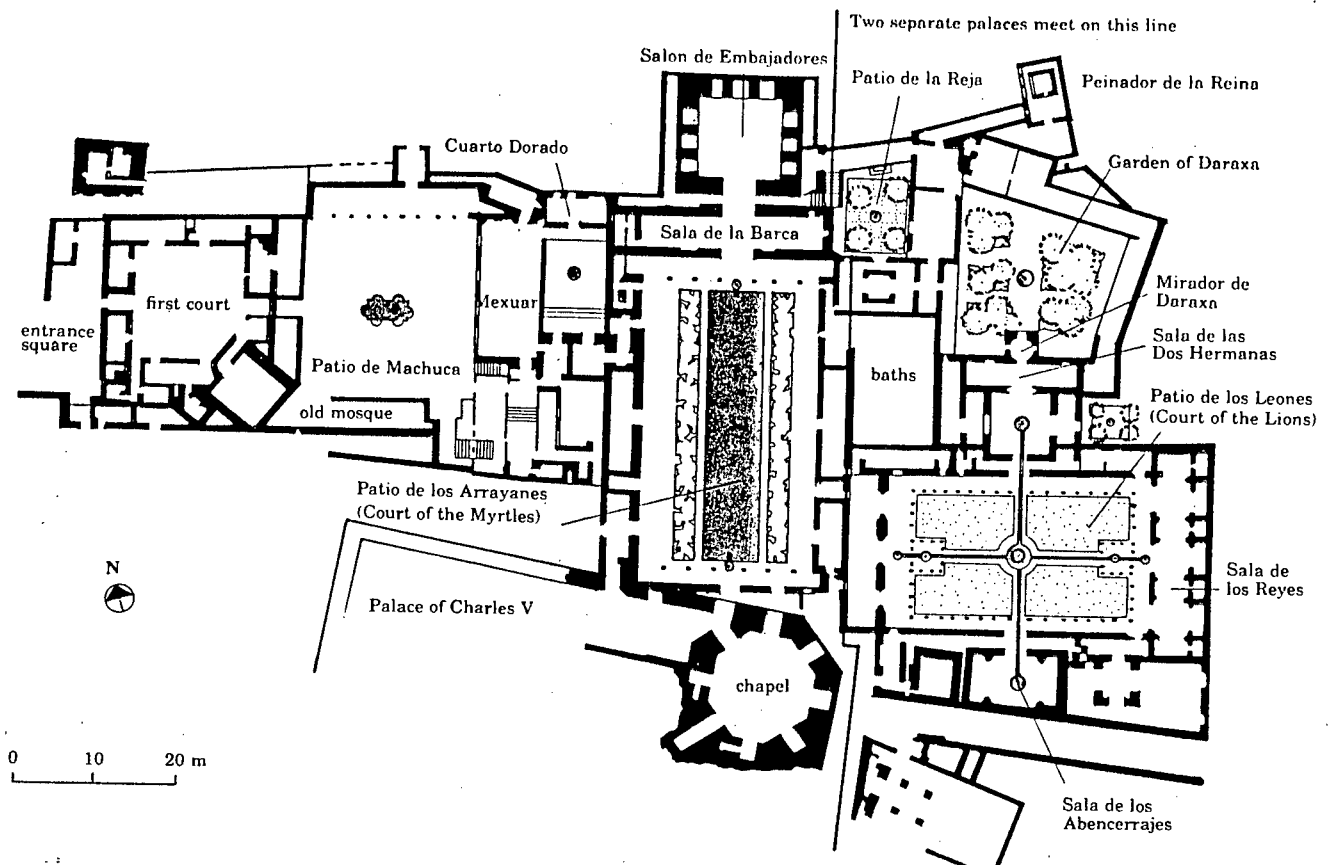 Two separate palaces meet on this line
Salon de Embajadores
Patio de la Reja
Peinador de la Reina
Cuarto Dorado
Garden of Daraxa
Sala de la Barca
Mirador de
Daraxa
first court
Mexuar
entrance
square
Sala de las
Dos Hermanas
Patio de Machuca
baths
Patio de los Leones
(Court of the Lions)
old mosque
Patio de los Arrayanes
(Court of the Myrtles)
N
Sala de
los Reyes
Palace of Charles V
chapel
0 10 20 m
Sala de los
Abencerrajes